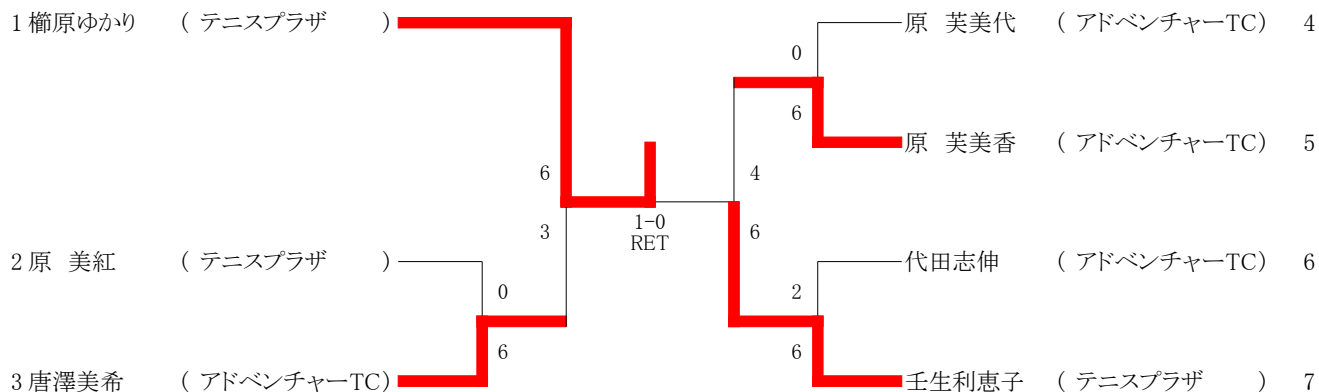 1 櫛原ゆかり ( テニスプラザ )
2 原 美紅 ( テニスプラザ )
3 唐澤美希 ( アドベンチャーTC)
6
3
0
6
1-0
RET
原 芙美代 ( アドベンチャーTC) 4
原 芙美香 ( アドベンチャーTC) 5
代田志伸 ( アドベンチャーTC) 6
壬生利恵子 ( テニスプラザ ) 7
0
6
4
6
2
6